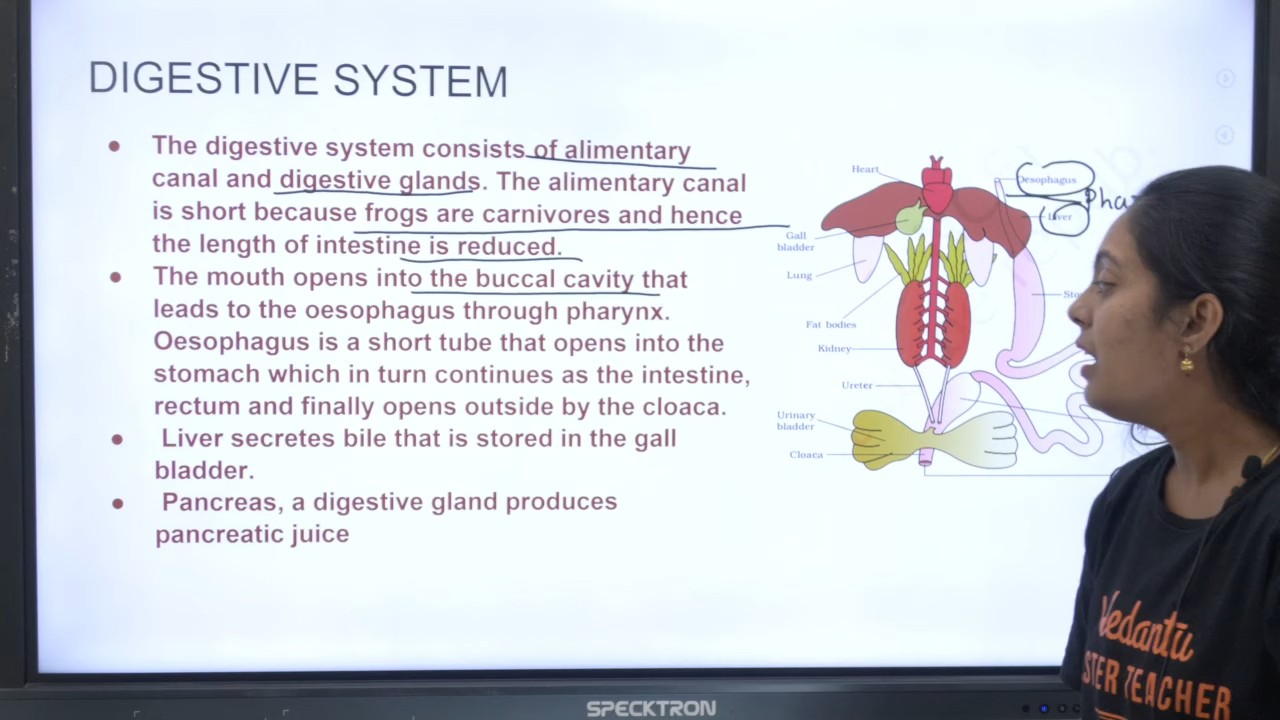 DIGESTIVE SYSTEM
• The digestive system consists of alimentary
canal and digestive glands. The alimentary canal
is short because frogs are carnivores and hence
the length of intestine is reduced.
• The mouth opens into the buccal cavity that
leads to the oesophagus through pharynx.
Oesophagus is a short tube that opens into the
stomach which in turn continues as the intestine,
rectum and finally opens outside by the cloaca.
• Liver secretes bile that is stored in the gall
bladder.
• Pancreas, a digestive gland produces
pancreatic juice
Heart
Oesophagus
Pha
Liver
Gall
bladder
Lung
Sto
Fat bodies
Kidney
Ureter
Urinary
bladder
Cloaca
Vedantu
STER TEACHER
SPECKTRON